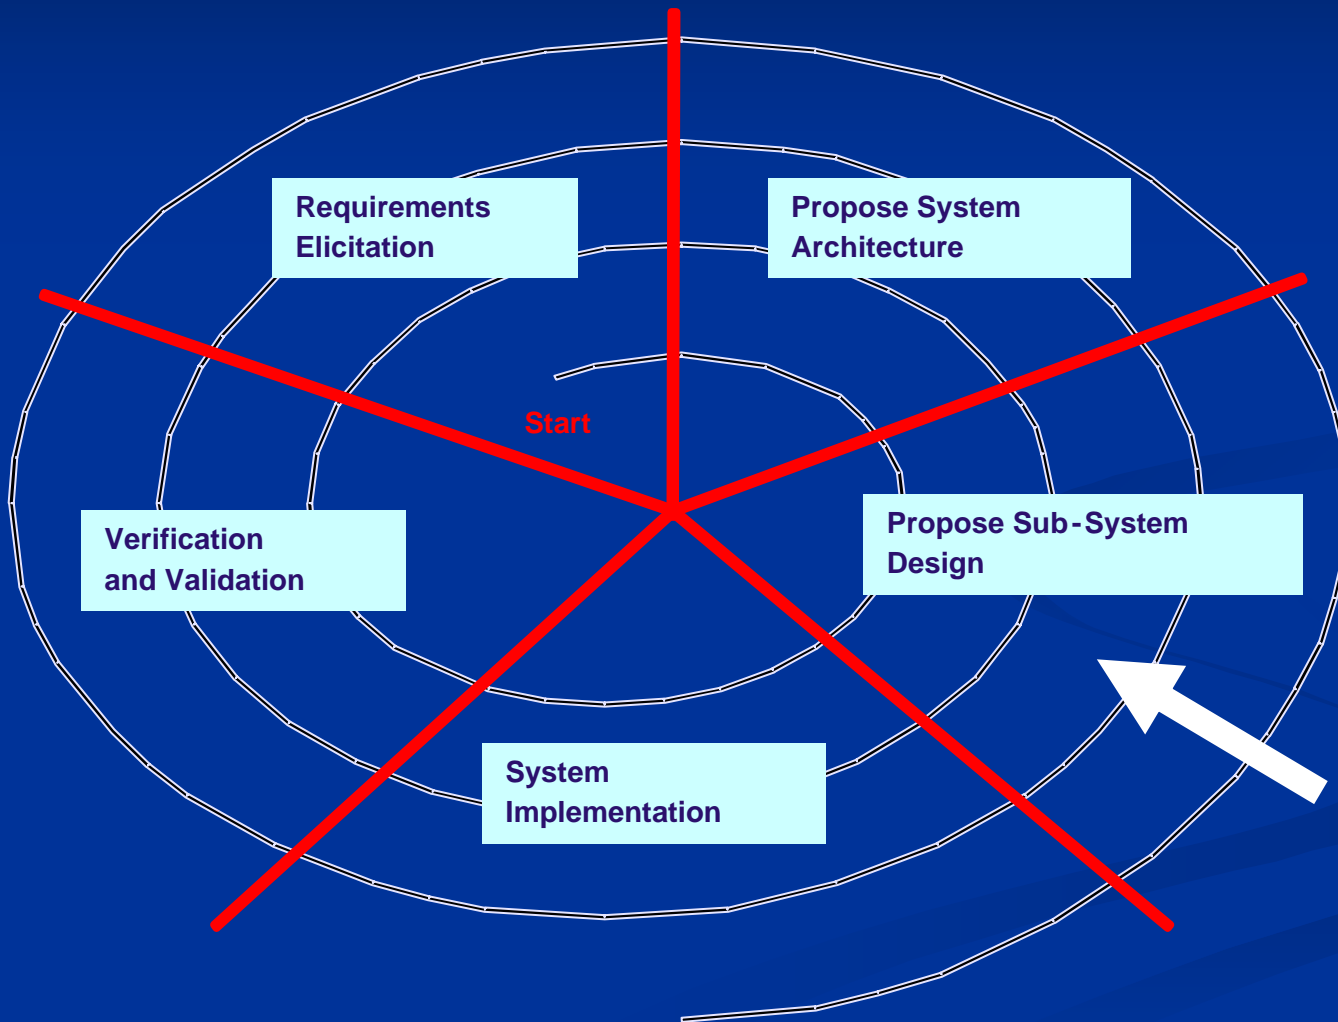 Requirements
Elicitation
Propose System
Architecture
Start
Propose Sub-System
Design
Verification
and Validation
System
Implementation